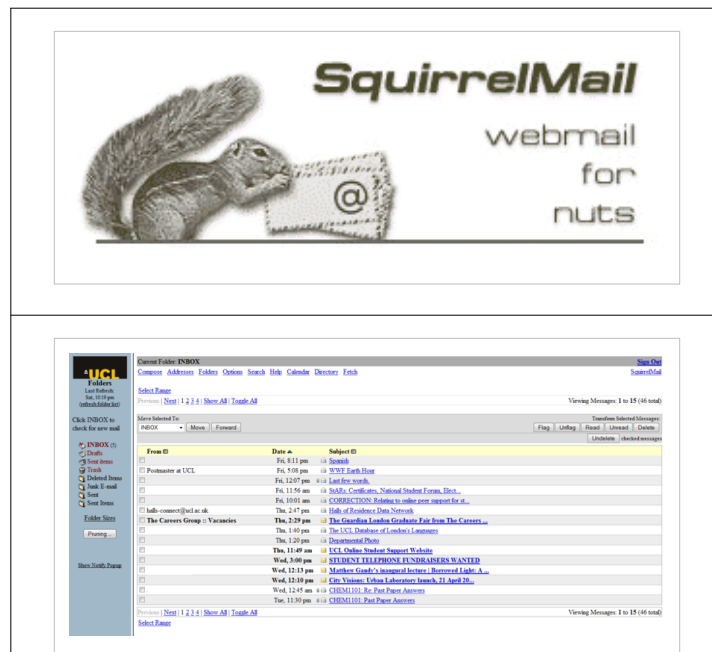 SquirrelMail
webmail
for
nuts
@
UCL
Folders
Last Refresh:
Sat, 10:19 pm
(refresh folder list)
Click INBOX to
check for new mail
INBOX (7)
Drafts
Sent items
Trash
Deleted Items
Junk E-mail
Sent
Sent Items
Folder Sizes
Pruning...
Show Notify Popup
Current Folder: INBOX Sign Out
Compose Addresses Folders Options Search Help Calendar Directory Fetch SquirrelMail
Select Range
Previous | Next | 1 2 3 4 | Show All | Toggle All Viewing Messages: 1 to 15 (46 total)
Move Selected To: Transform Selected Messages:
INBOX Move Forward Flag Unflag Read Unread Delete
Undelete checked messages
From Date Subject
Fri, 8:11 pm Spanish
Postmaster at UCL Fri, 5:08 pm WWF Earth Hour
Fri, 12:07 pm Last few words.
Fri, 11:56 am StARs: Certificates, National Student Forum, Elect...
Fri, 10:01 am CORRECTION: Relating to online peer support for st...
halls-connect@ucl.ac.uk Thu, 2:47 pm Halls of Residence Data Network
The Careers Group :: Vacancies Thu, 2:29 pm The Guardian London Graduate Fair from The Careers ...
Thu, 1:40 pm The UCL Database of London's Languages
Thu, 1:20 pm Departmental Photo
Thu, 11:49 am UCL Online Student Support Website
Wed, 5:00 pm STUDENT TELEPHONE FUNDRAISERS WANTED
Wed, 12:13 pm Matthew Gandy's inaugural lecture | Borrowed Light: A ...
Wed, 12:10 pm City Visions: Urban Laboratory launch, 21 April 20...
Wed, 12:45 am CHEM1101: Re: Past Paper Answers
Tue, 11:30 pm CHEM1101: Past Paper Answers
Previous | Next | 1 2 3 4 | Show All | Toggle All Viewing Messages: 1 to 15 (46 total)
Select Range